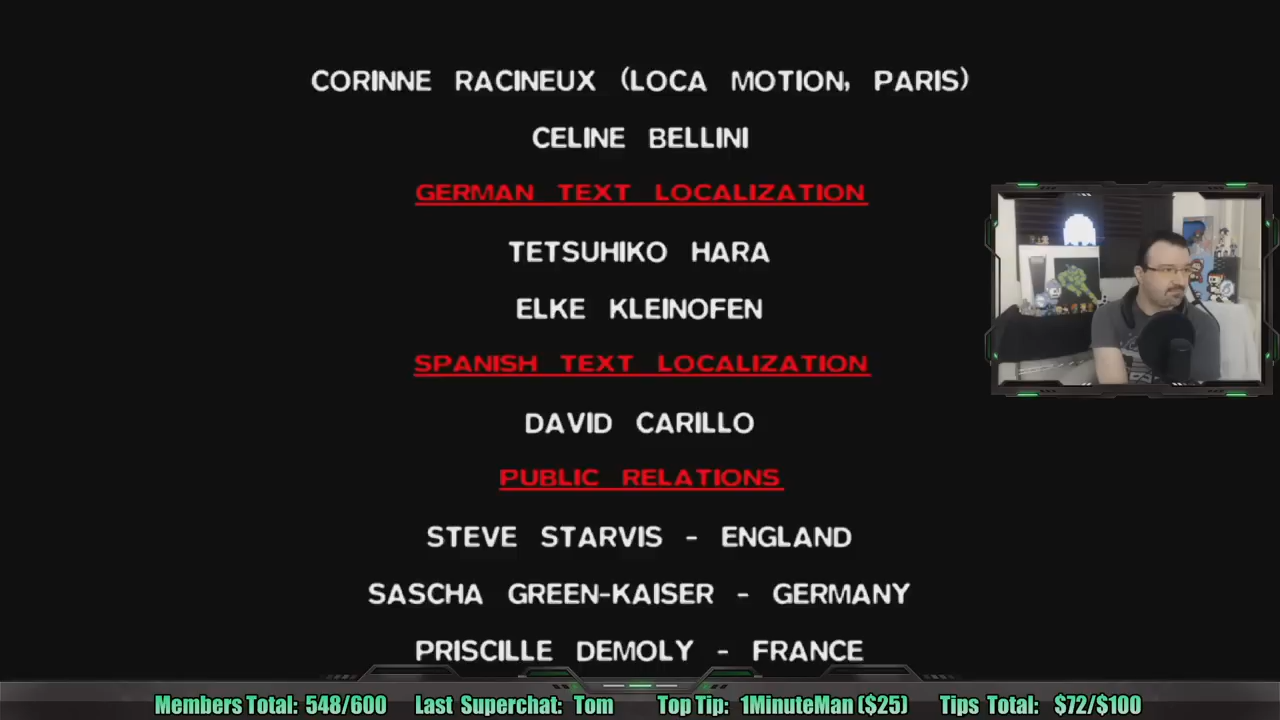 CORINNE RACINEUX (LOCA MOTION, PARIS)
CELINE BELLINI
GERMAN TEXT LOCALIZATION
TETSUHIKO HARA
ELKE KLEINOFEN
SPANISH TEXT LOCALIZATION
DAVID CARILLO
PUBLIC RELATIONS
STEVE STARVIS - ENGLAND
SASCHA GREEN-KAISER - GERMANY
PRISCILLE DEMOLY - FRANCE
Members Total: 548/600 Last Superchat: Tom Top Tip: 1MinuteMan ($25) Tips Total: $72/$100